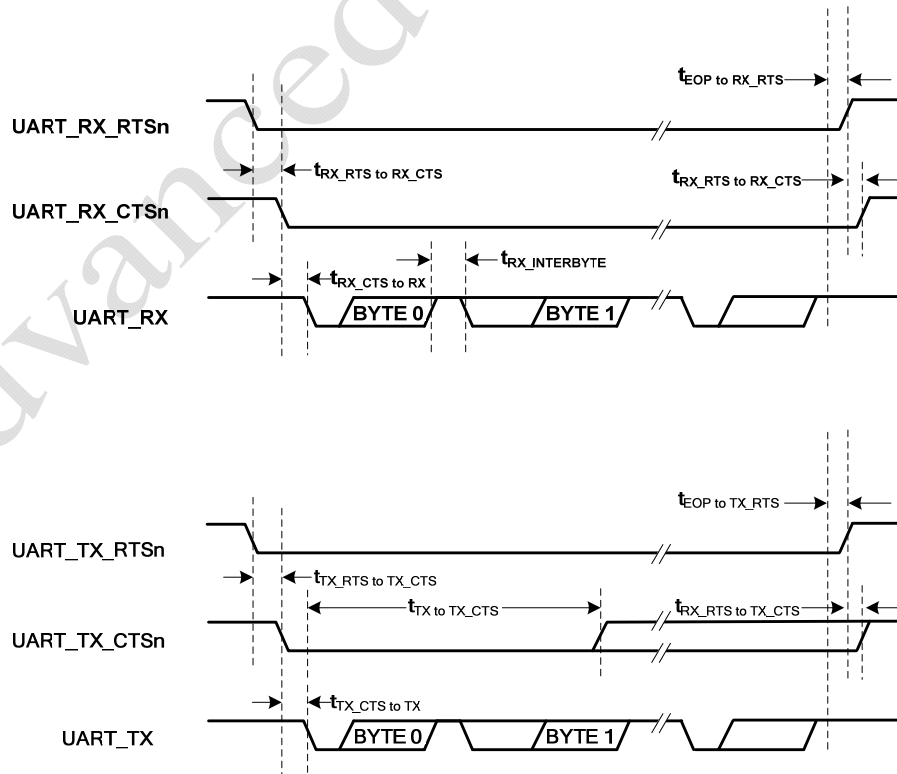 Advanced
tEOP to RX_RTS
UART_RX_RTSn
tRX_RTS to RX_CTS
tRX_RTS to RX_CTS
UART_RX_CTSn
tRX_INTERBYTE
tRX_CTS to RX
UART_RX
BYTE 0
BYTE 1
tEOP to TX_RTS
UART_TX_RTSn
tTX_RTS to TX_CTS
tTX to TX_CTS
tRX_RTS to TX_CTS
UART_TX_CTSn
tTX_CTS to TX
UART_TX
BYTE 0
BYTE 1